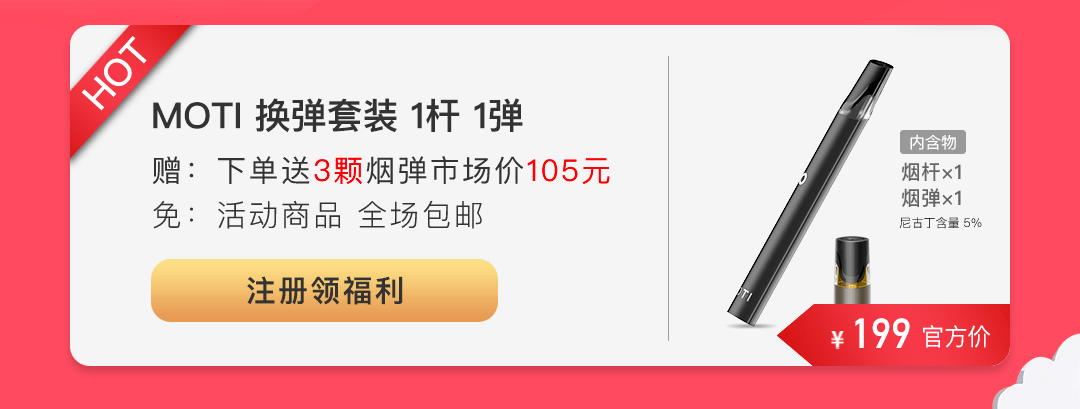 HOT
MOTI 换弹套装 1杆 1弹
赠：下单送3颗烟弹市场价105元
免：活动商品 全场包邮
注册领福利
内含物
烟杆×1
烟弹×1
尼古丁含量 5%
¥ 199 官方价